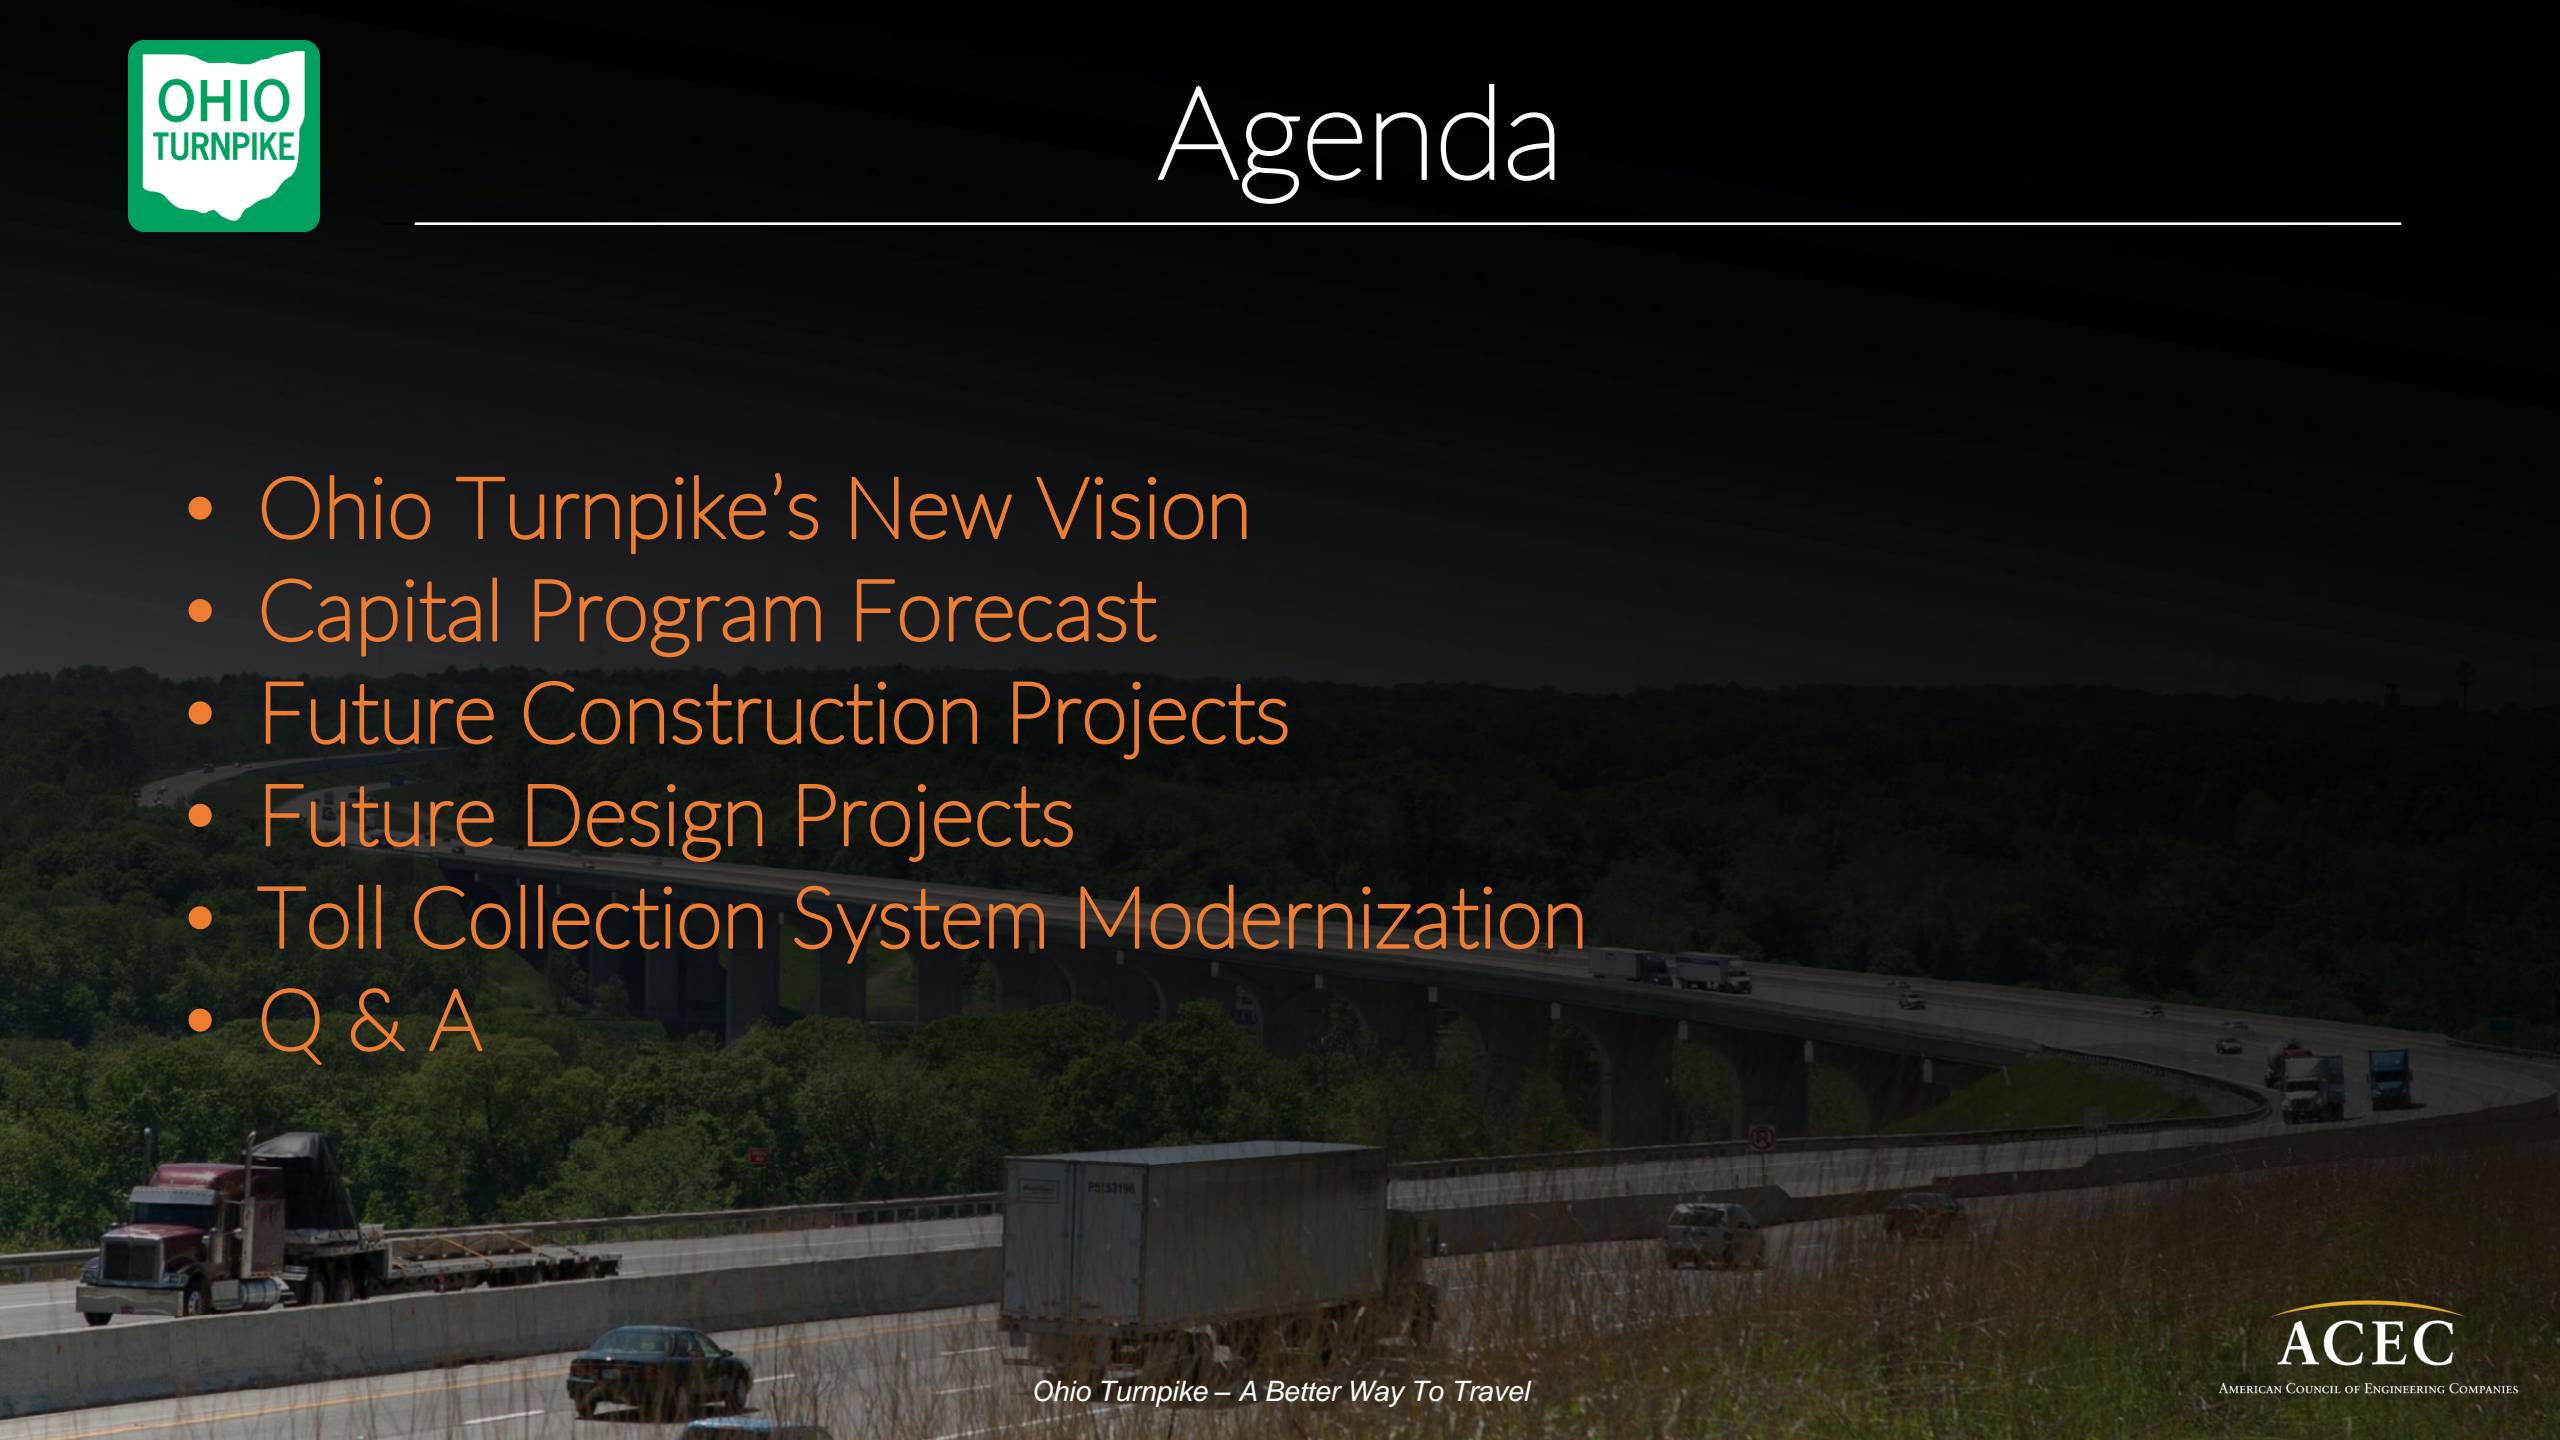 OHIO
TURNPIKE
Agenda
• Ohio Turnpike’s New Vision
• Capital Program Forecast
• Future Construction Projects
• Future Design Projects
• Toll Collection System Modernization
• Q & A
P5153196
ACEC
AMERICAN COUNCIL OF ENGINEERING COMPANIES
Ohio Turnpike – A Better Way To Travel